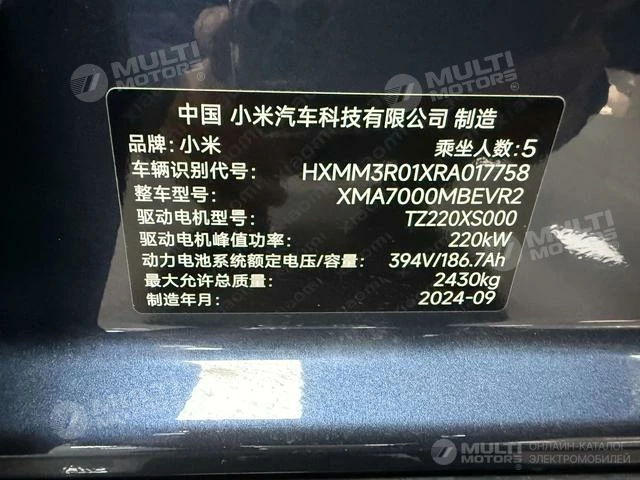 MULTI
MOTORS®
MULTI
MOTORS®
中国 小米汽车科技有限公司 制造
品牌: 小米 乘坐人数: 5
车辆识别代号: HXMM3R01XRA017758
整车型号: XMA7000MBEVR2
驱动电机型号: TZ220XS000
驱动电机峰值功率: 220kW
动力电池系统额定电压/容量: 394V/186.7Ah
最大允许总质量: 2430kg
制造年月: 2024-09
MULTI
MOTORS®
ОНЛАЙН-КАТАЛОГ
ЭЛЕКТРОМОБИЛЕЙ